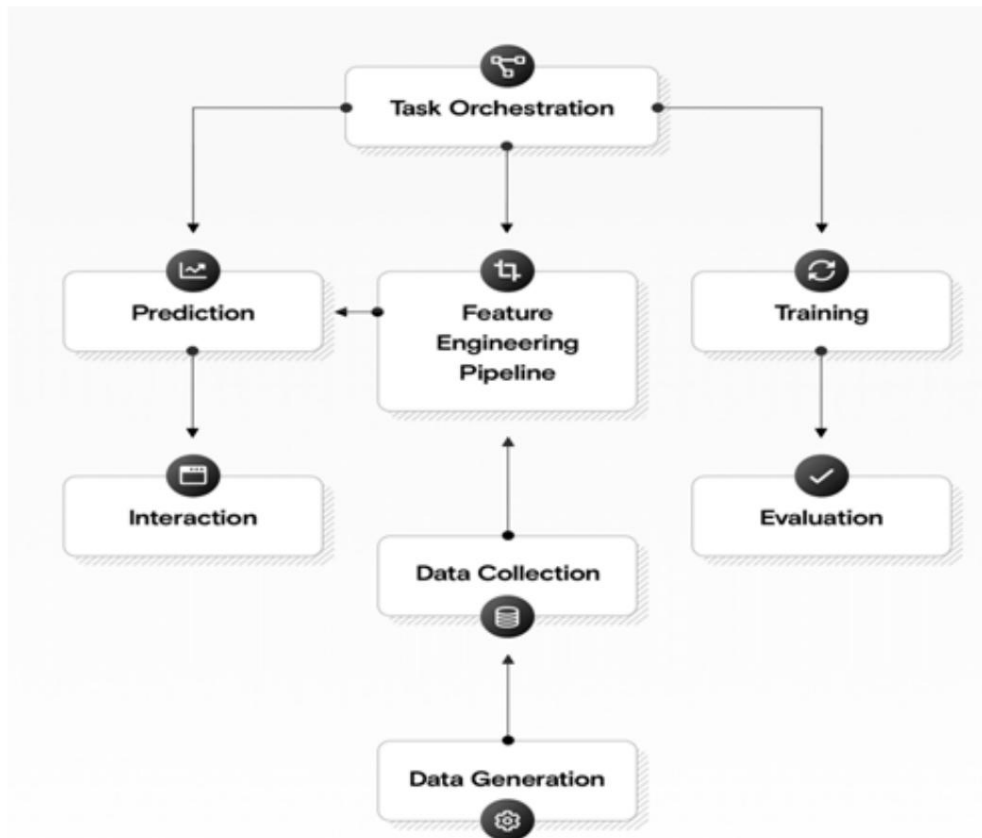 Task Orchestration
Prediction
Feature
Engineering
Pipeline
Training
Interaction
Evaluation
Data Collection
Data Generation